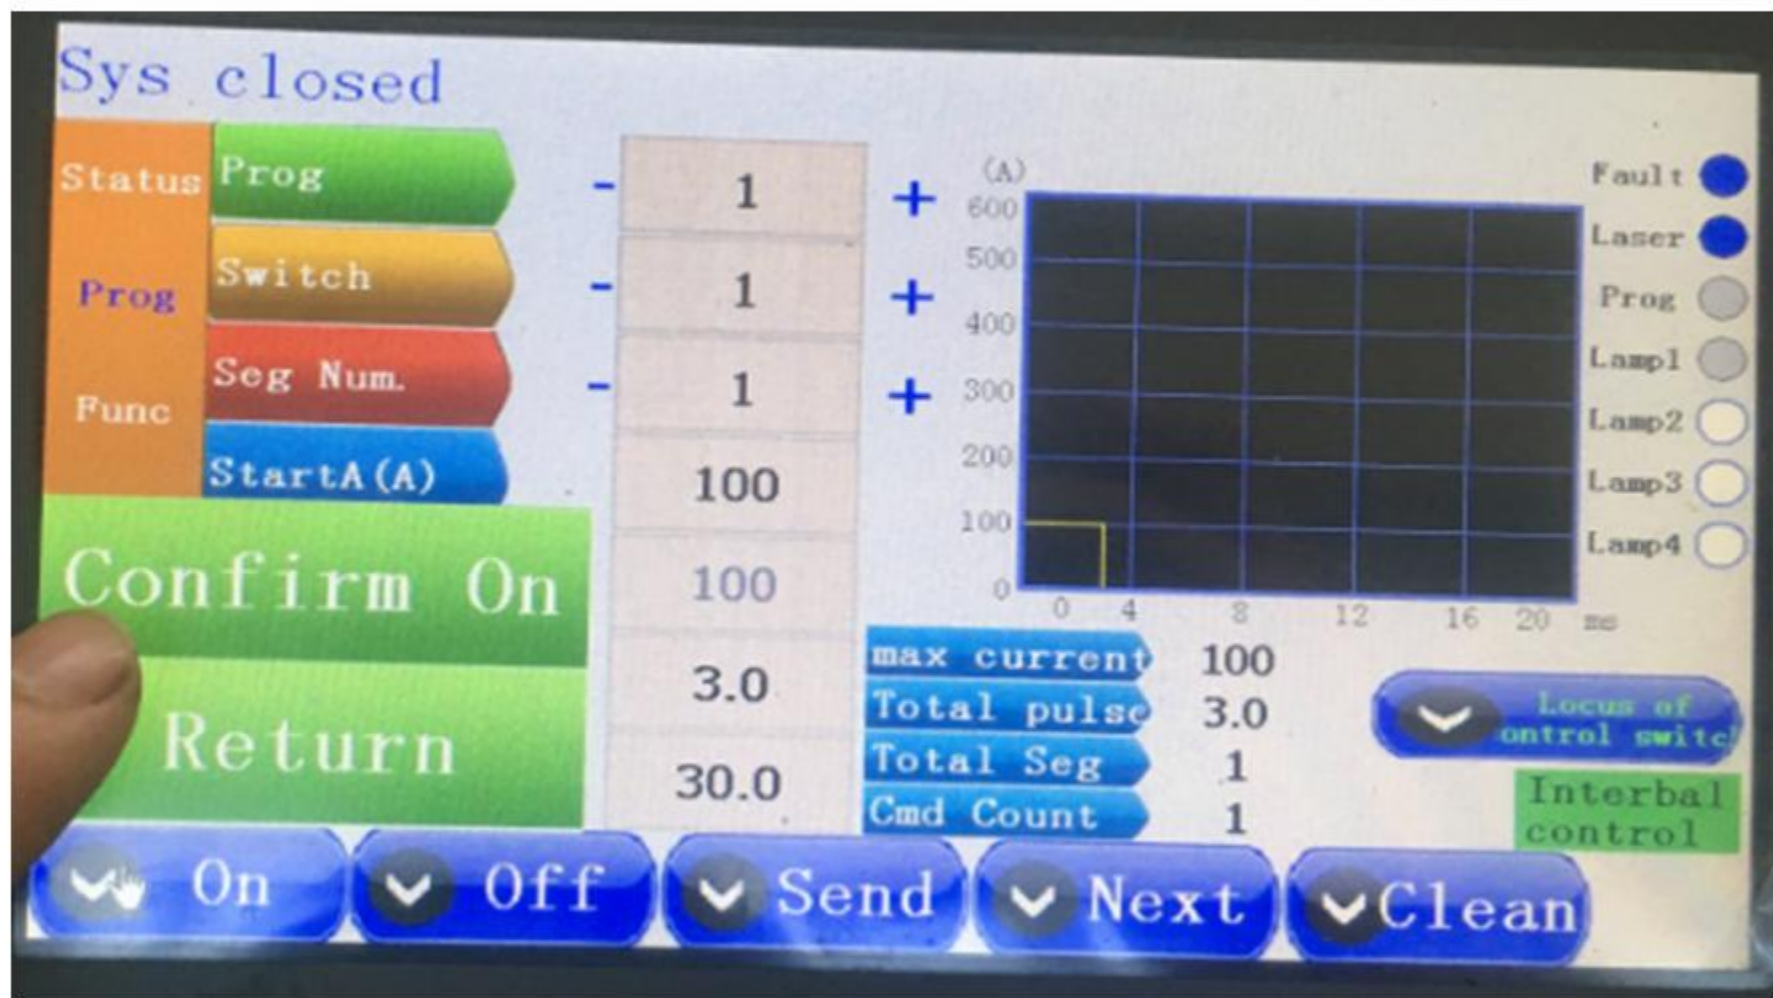 Sys closed
Status
Prog
Func
Prog
- 1 +
Switch
- 1 +
Seg Num.
- 1 +
StartA(A)
100
100
3.0
30.0
Confirm On
Return
(A)
600
500
400
300
200
100
0
0 4 8 12 16 20 ms
Fault
Laser
Prog
Lamp1
Lamp2
Lamp3
Lamp4
max current 100
Total pulse 3.0
Total Seg 1
Cmd Count 1
Locus of
ontrol switc
Interbal
control
On
Off
Send
Next
Clean